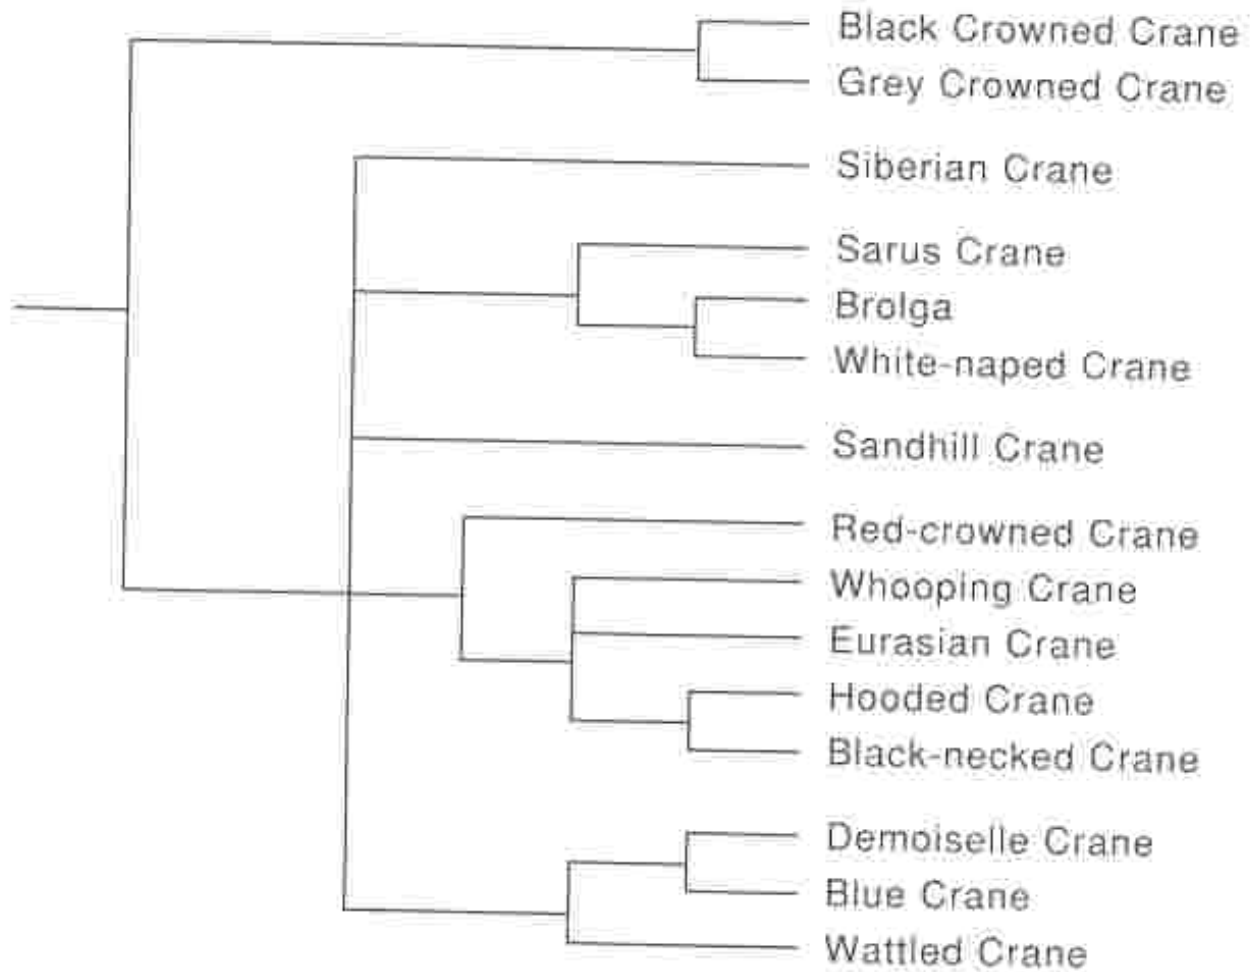 Black Crowned Crane
Grey Crowned Crane
Siberian Crane
Sarus Crane
Brolga
White-naped Crane
Sandhill Crane
Red-crowned Crane
Whooping Crane
Eurasian Crane
Hooded Crane
Black-necked Crane
Demoiselle Crane
Blue Crane
Wattled Crane